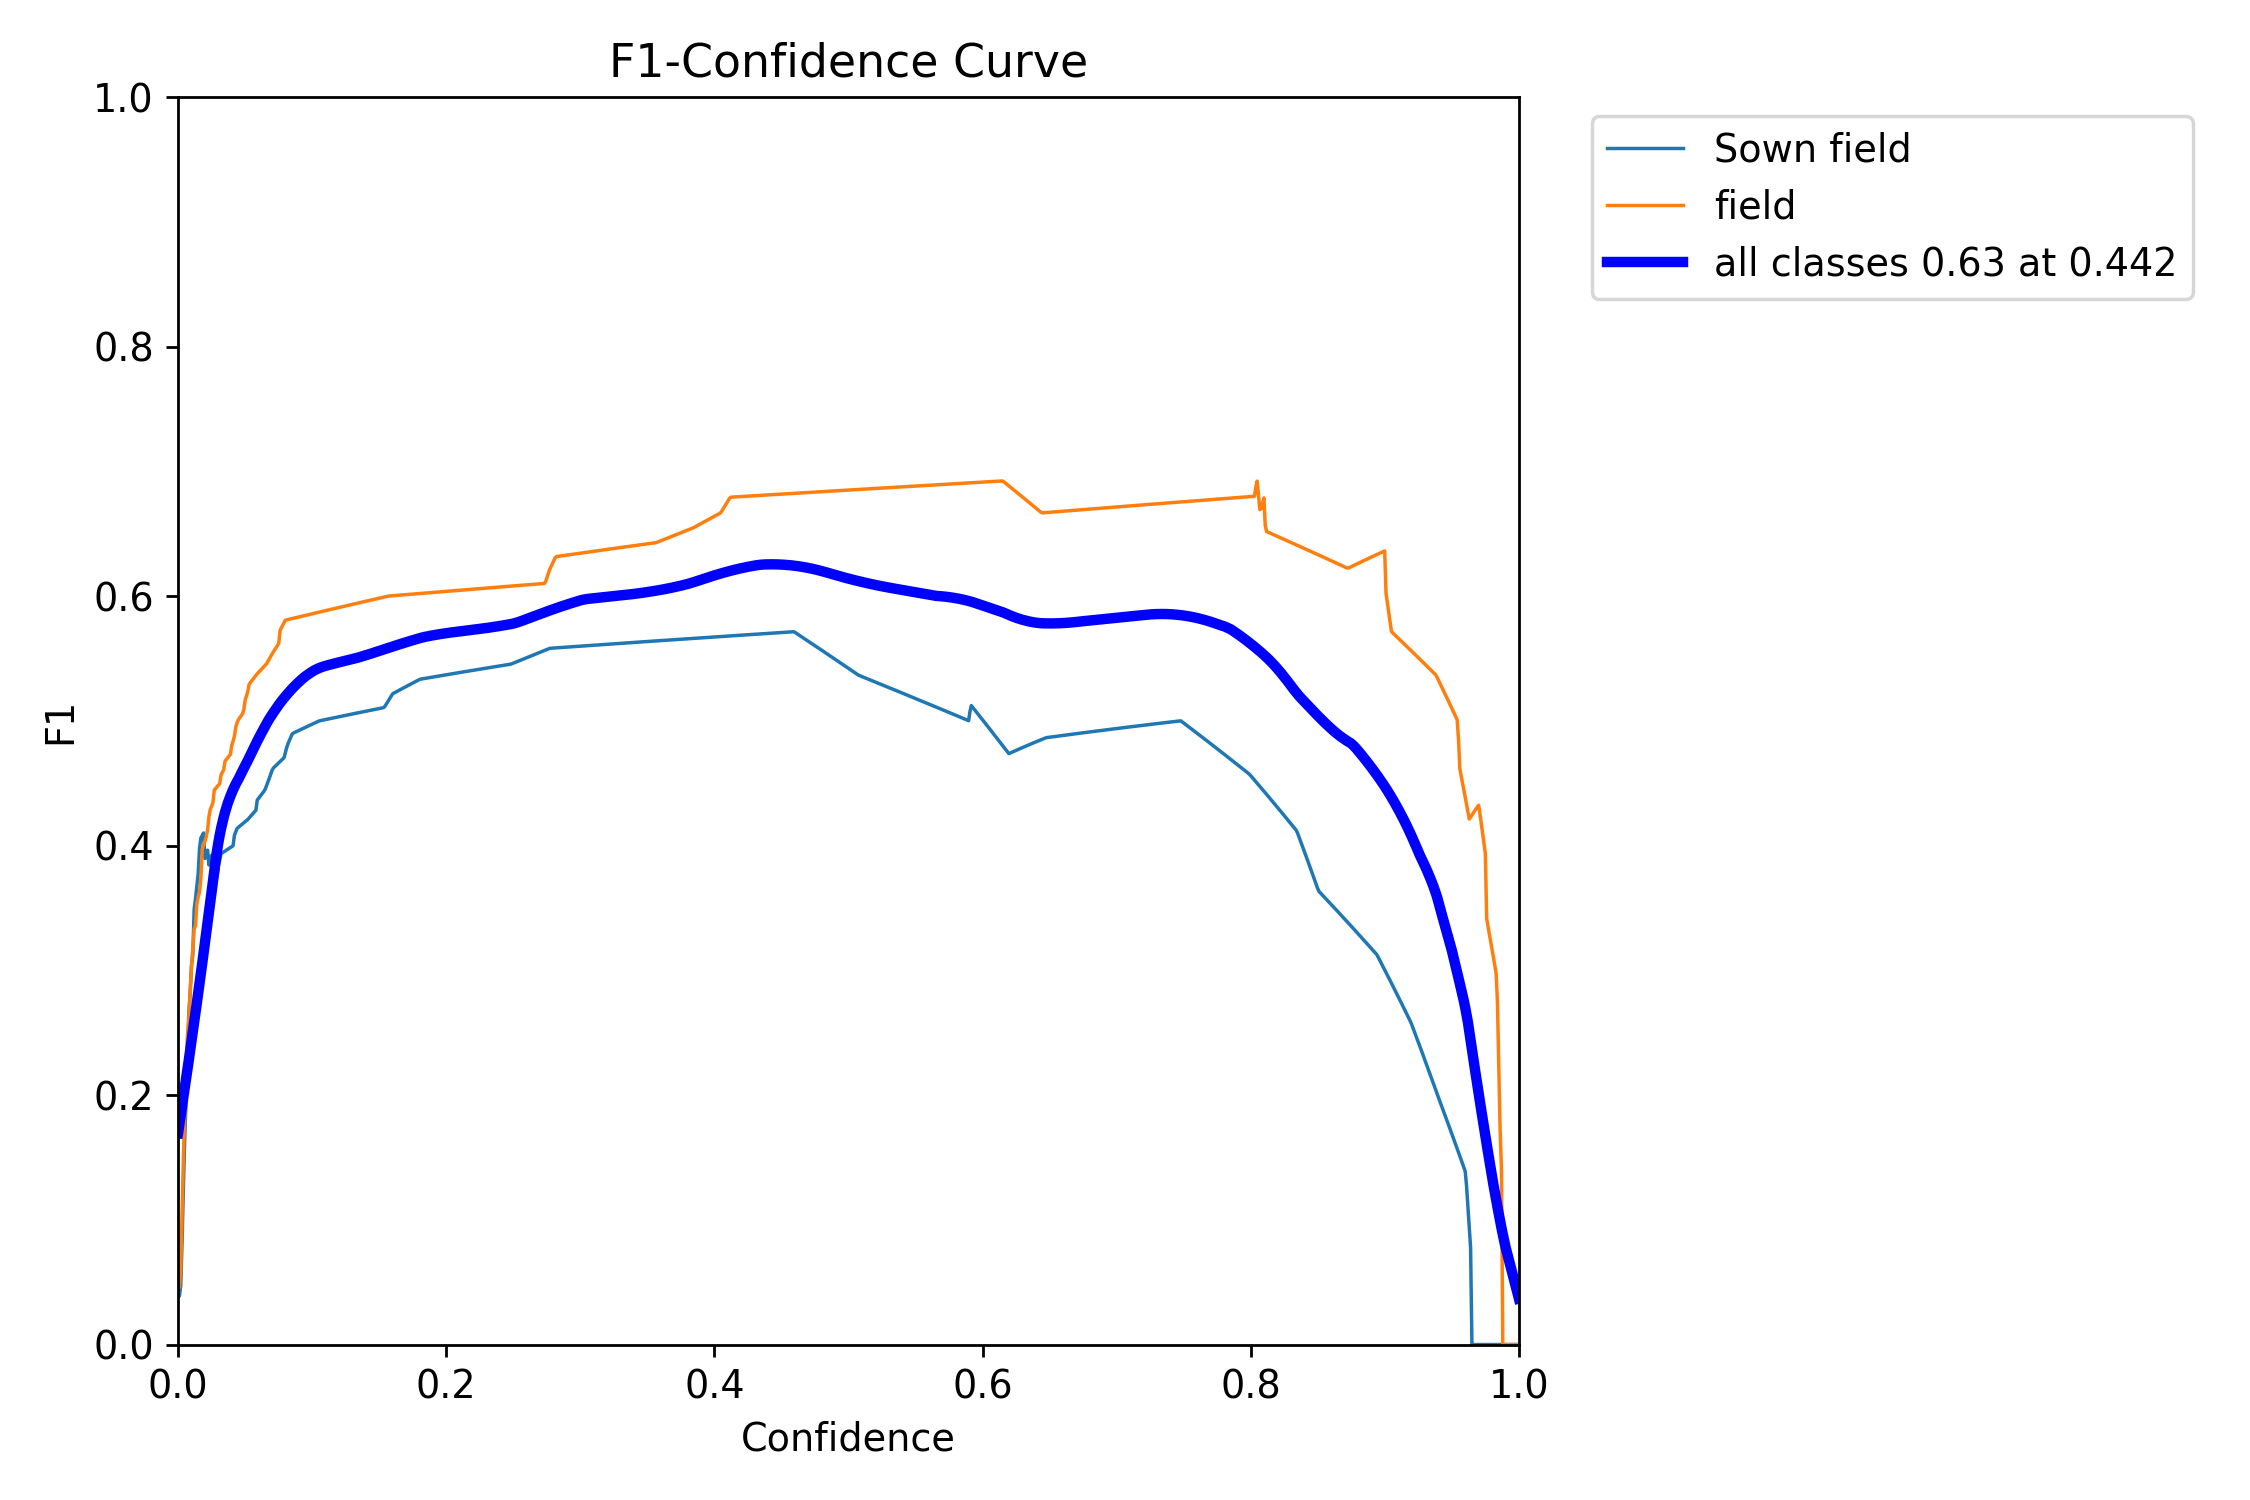 F1-Confidence Curve
1.0
0.8
0.6
0.4
0.2
0.0
F1
0.0 0.2 0.4 0.6 0.8 1.0
Confidence
Sown field
field
all classes 0.63 at 0.442